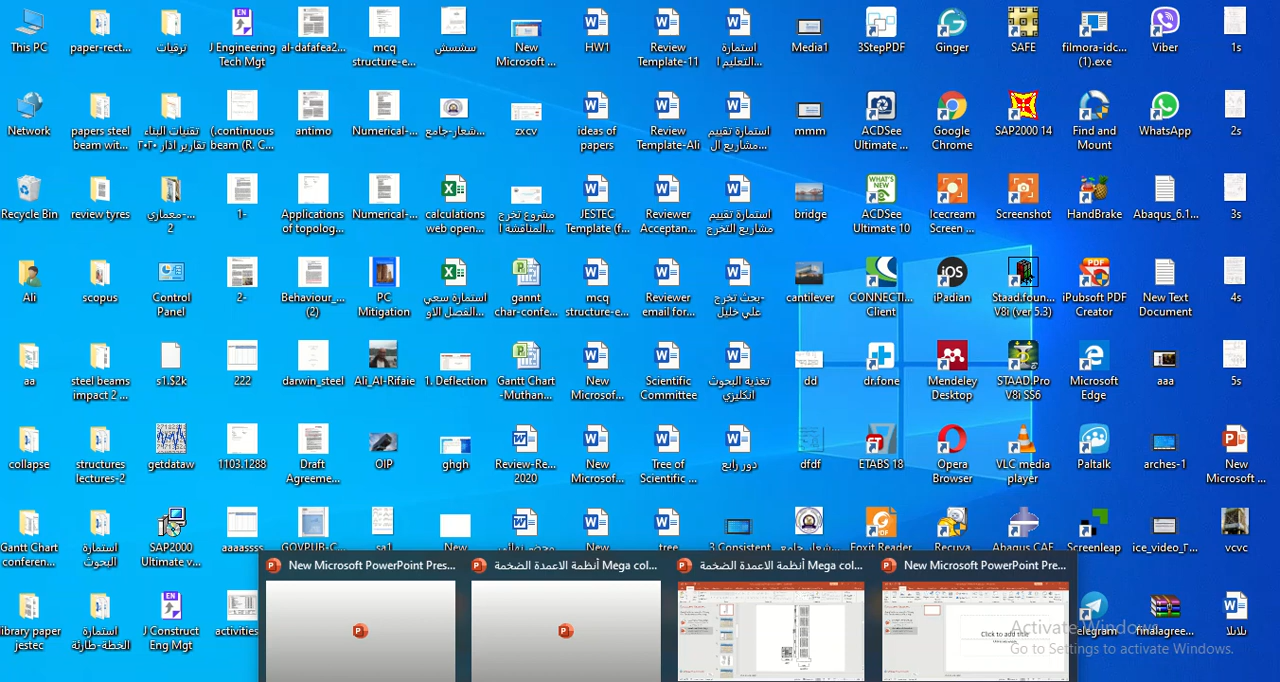 This PC
paper-rect...
ترقيات
J Engineering
Tech Mgt
al-dafafea2...
mcq
structure-e...
سشسش
New
Microsoft ...
HW1
Review
Template-11
استمارة
التعليم ا...
Media1
3StepPDF
Ginger
SAFE
filmora-idc...
(1).exe
Viber
1s
Network
papers steel
beam wit...
تقنيات البناء
تقارير اذار ٢٠٢٠
(.continuous
beam (R. C...
antimo
Numerical-...
شعار-جامع...
zxcv
ideas of
papers
Review
Template-Ali
استمارة تقييم
مشاريع ال...
mmm
ACDSee
Ultimate ...
Google
Chrome
SAP2000 14
Find and
Mount
WhatsApp
2s
Recycle Bin
review tyres
معماري-...
2
1-
Applications
of topolog...
Numerical-...
calculations
web open...
مشروع تخرج
المناقشة ا...
JESTEC
Template (f...
Reviewer
Acceptan...
استمارة تقييم
مشاريع التخرج
bridge
ACDSee
Ultimate 10
Icecream
Screen ...
Screenshot
HandBrake
Abaqus_6.1...
3s
Ali
scopus
Control
Panel
2-
Behaviour_...
(2)
PC
Mitigation
استمارة سعي
الفصل الاو...
gannt
char-confe...
mcq
structure-e...
Reviewer
email for...
بحث تخرج-
علي خليل
cantilever
CONNECTI...
Client
iPadian
Staad.foun...
V8i (ver 5.3)
iPubsoft PDF
Creator
New Text
Document
4s
aa
steel beams
impact 2 ...
s1.$2k
222
darwin_steel
Ali_Al-Rifaie
1. Deflection
Gantt Chart
-Muthan...
New
Microsof...
Scientific
Committee
تغذية البحوث
انكليزي
dd
dr.fone
Mendeley
Desktop
STAAD.Pro
V8i SS6
Microsoft
Edge
aaa
5s
collapse
structures
lectures-2
getdataw
1103.1288
Draft
Agreeme...
OIP
ghgh
Review-Re...
2020
New
Microsof...
Tree of
Scientific ...
دور رابع
dfdf
ETABS 18
Opera
Browser
VLC media
player
Paltalk
arches-1
New
Microsoft ...
Gantt Chart
conferen...
استمارة
البحوث
SAP2000
Ultimate v...
aaaassss
GOVPUB-C...
sa1
New
New
tree
3.Consistent
شعار جامع...
Foxit Reader
Recuva
Abaqus CAE
Screenleap
ice_video_٢...
vcvc
New Microsoft PowerPoint Pres...
أنظمة الاعمدة الضخمة Mega col...
أنظمة الاعمدة الضخمة Mega col...
New Microsoft PowerPoint Pre...
Click to add title
library paper
jestec
استمارة
الخطة-طارئة
J Construct
Eng Mgt
activities
elegram
finalagree...
بلابلا
Activate Windows
Go to Settings to activate Windows.